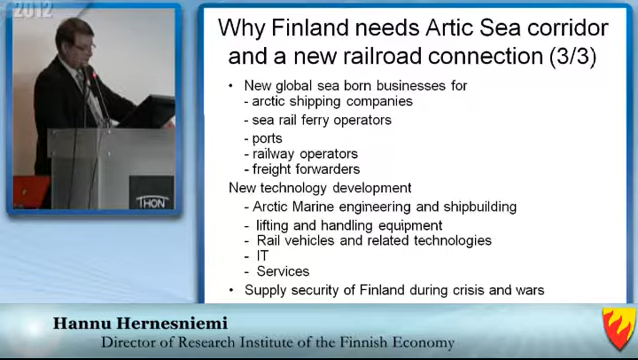 2012
Why Finland needs Artic Sea corridor
and a new railroad connection (3/3)
• New global sea born businesses for
- arctic shipping companies
- sea rail ferry operators
- ports
- railway operators
- freight forwarders
New technology development
- Arctic Marine engineering and shipbuilding
- lifting and handling equipment
- Rail vehicles and related technologies
- IT
- Services
• Supply security of Finland during crisis and wars
THON
Hannu Hernesniemi
Director of Research Institute of the Finnish Economy